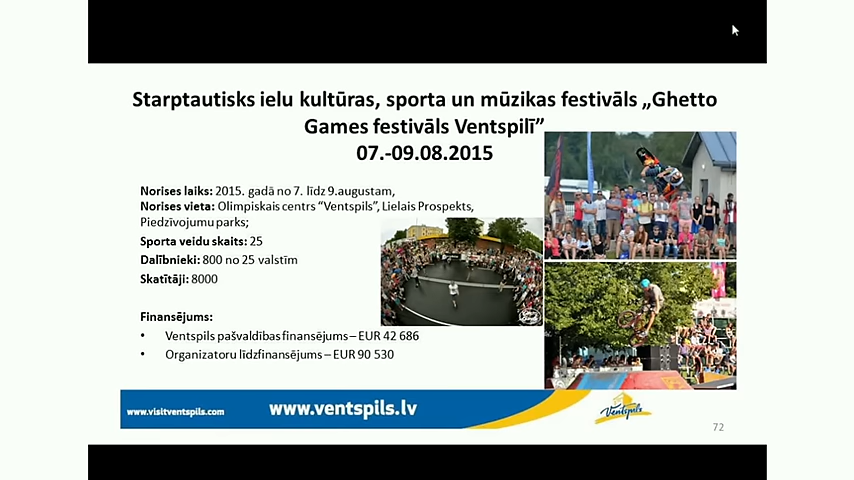 Starptautisks ielu kultūras, sporta un mūzikas festivāls „Ghetto
Games festivāls Ventspilī”
07.-09.08.2015
Norises laiks: 2015. gadā no 7. līdz 9.augustam,
Norises vieta: Olimpiskais centrs “Ventspils”, Lielais Prospekts,
Piedzīvojumu parks;
Sporta veidu skaits: 25
Dalībnieki: 800 no 25 valstīm
Skatītāji: 8000
Finansējums:
• Ventspils pašvaldības finansējums – EUR 42 686
• Organizatoru līdzfinansējums – EUR 90 530
www.visitventspils.com
www.ventspils.lv
Ventspils
72